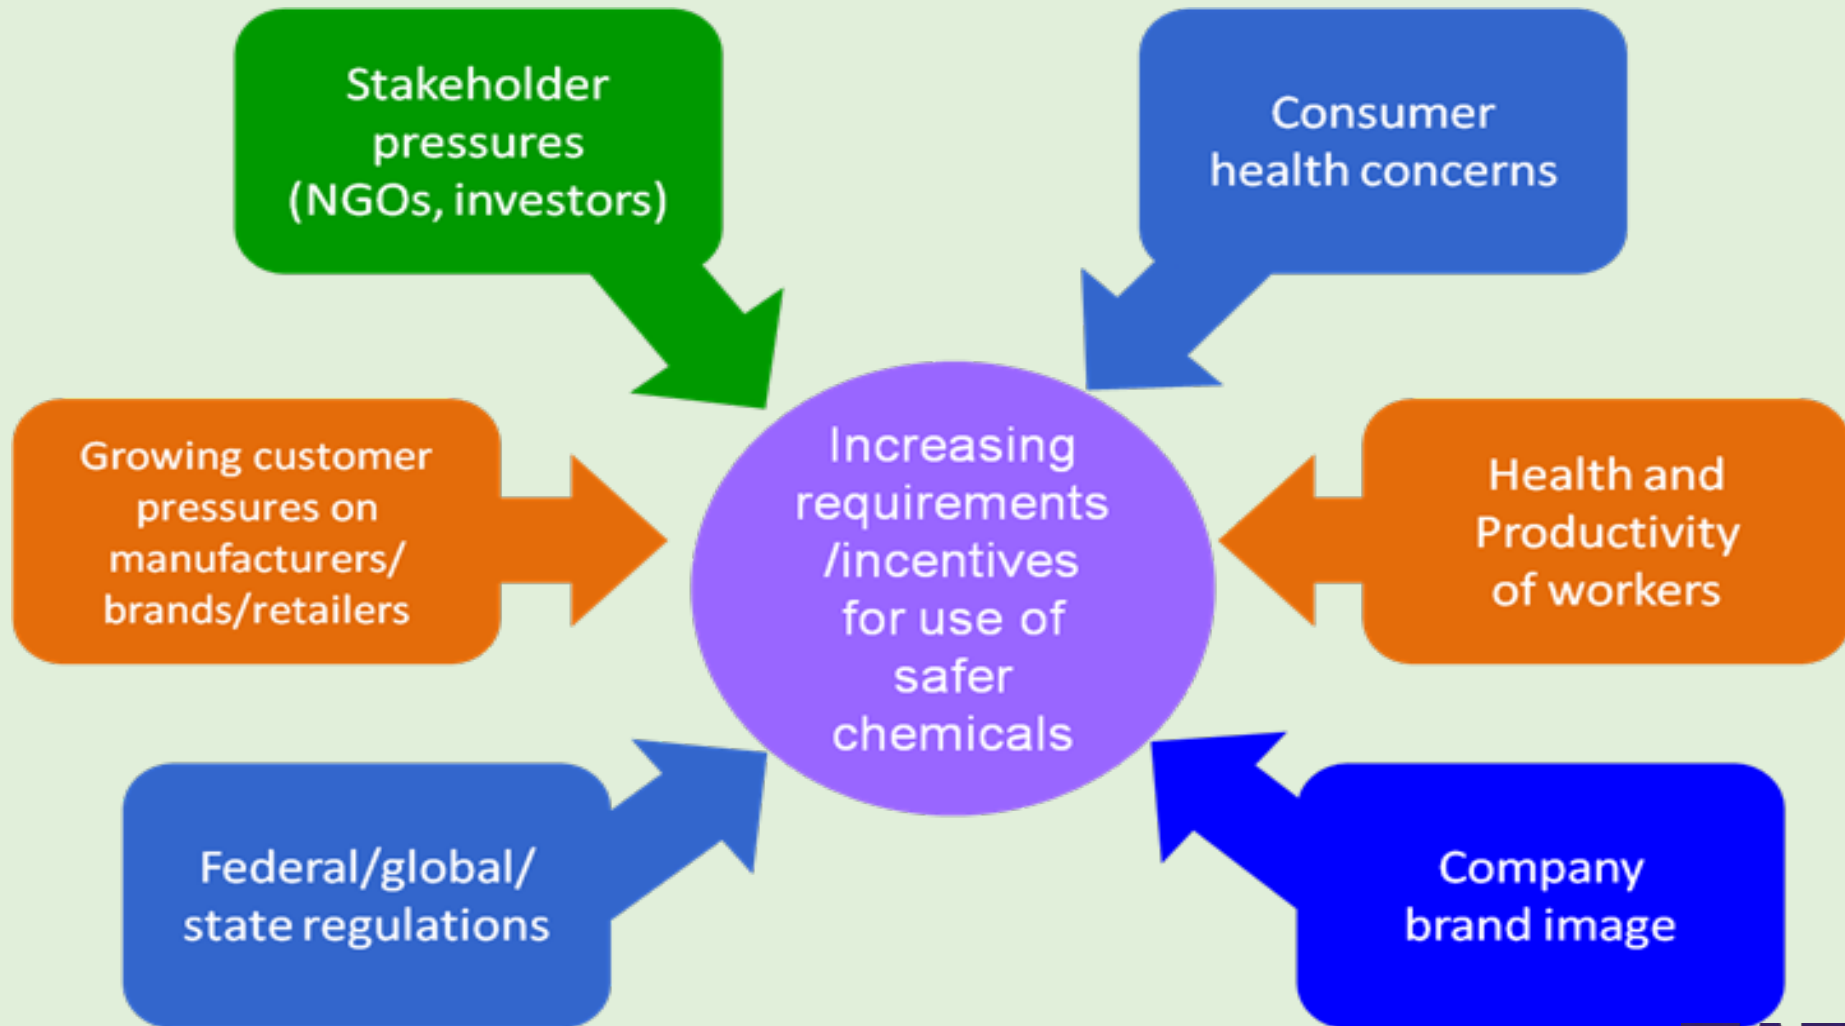 Stakeholder
pressures
(NGOs, investors)
Consumer
health concerns
Growing customer
pressures on
manufacturers/
brands/retailers
Increasing
requirements
/incentives
for use of
safer
chemicals
Health and
Productivity
of workers
Federal/global/
state regulations
Company
brand image